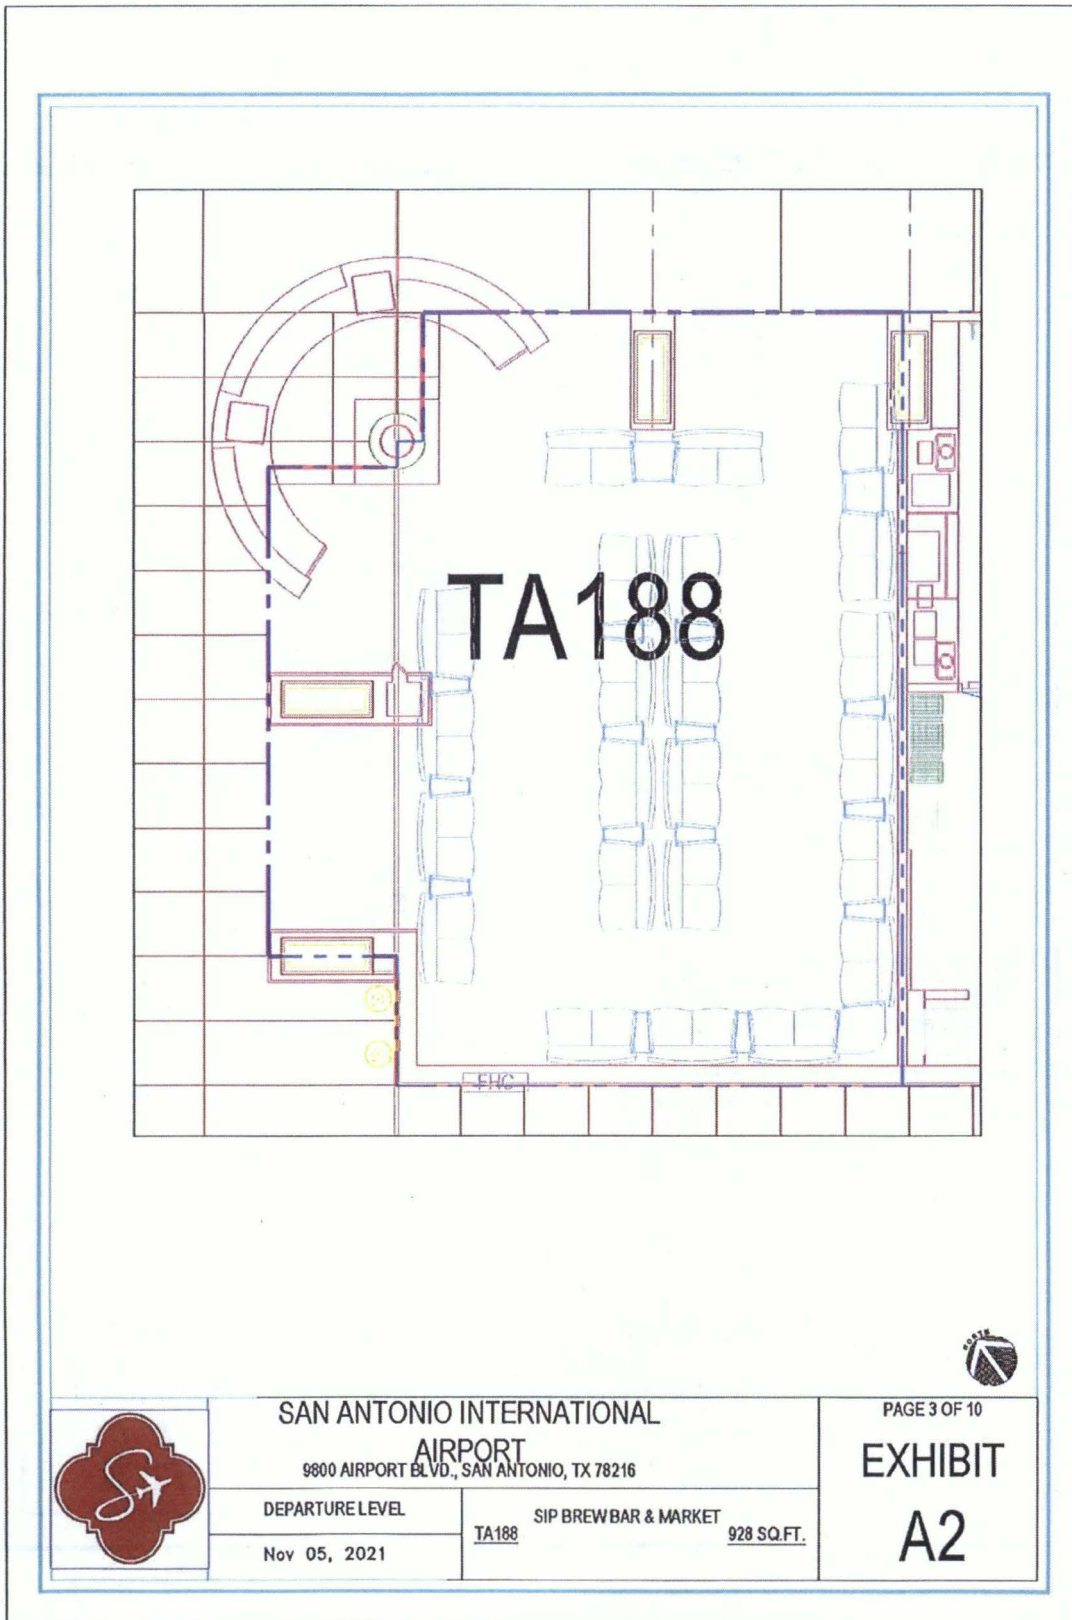 TA188
FHC
NORTH
SAN ANTONIO INTERNATIONAL
AIRPORT
9800 AIRPORT BLVD., SAN ANTONIO, TX 78216
DEPARTURE LEVEL
Nov 05, 2021
SIP BREW BAR & MARKET
TA188
928 SQ.FT.
PAGE 3 OF 10
EXHIBIT
A2